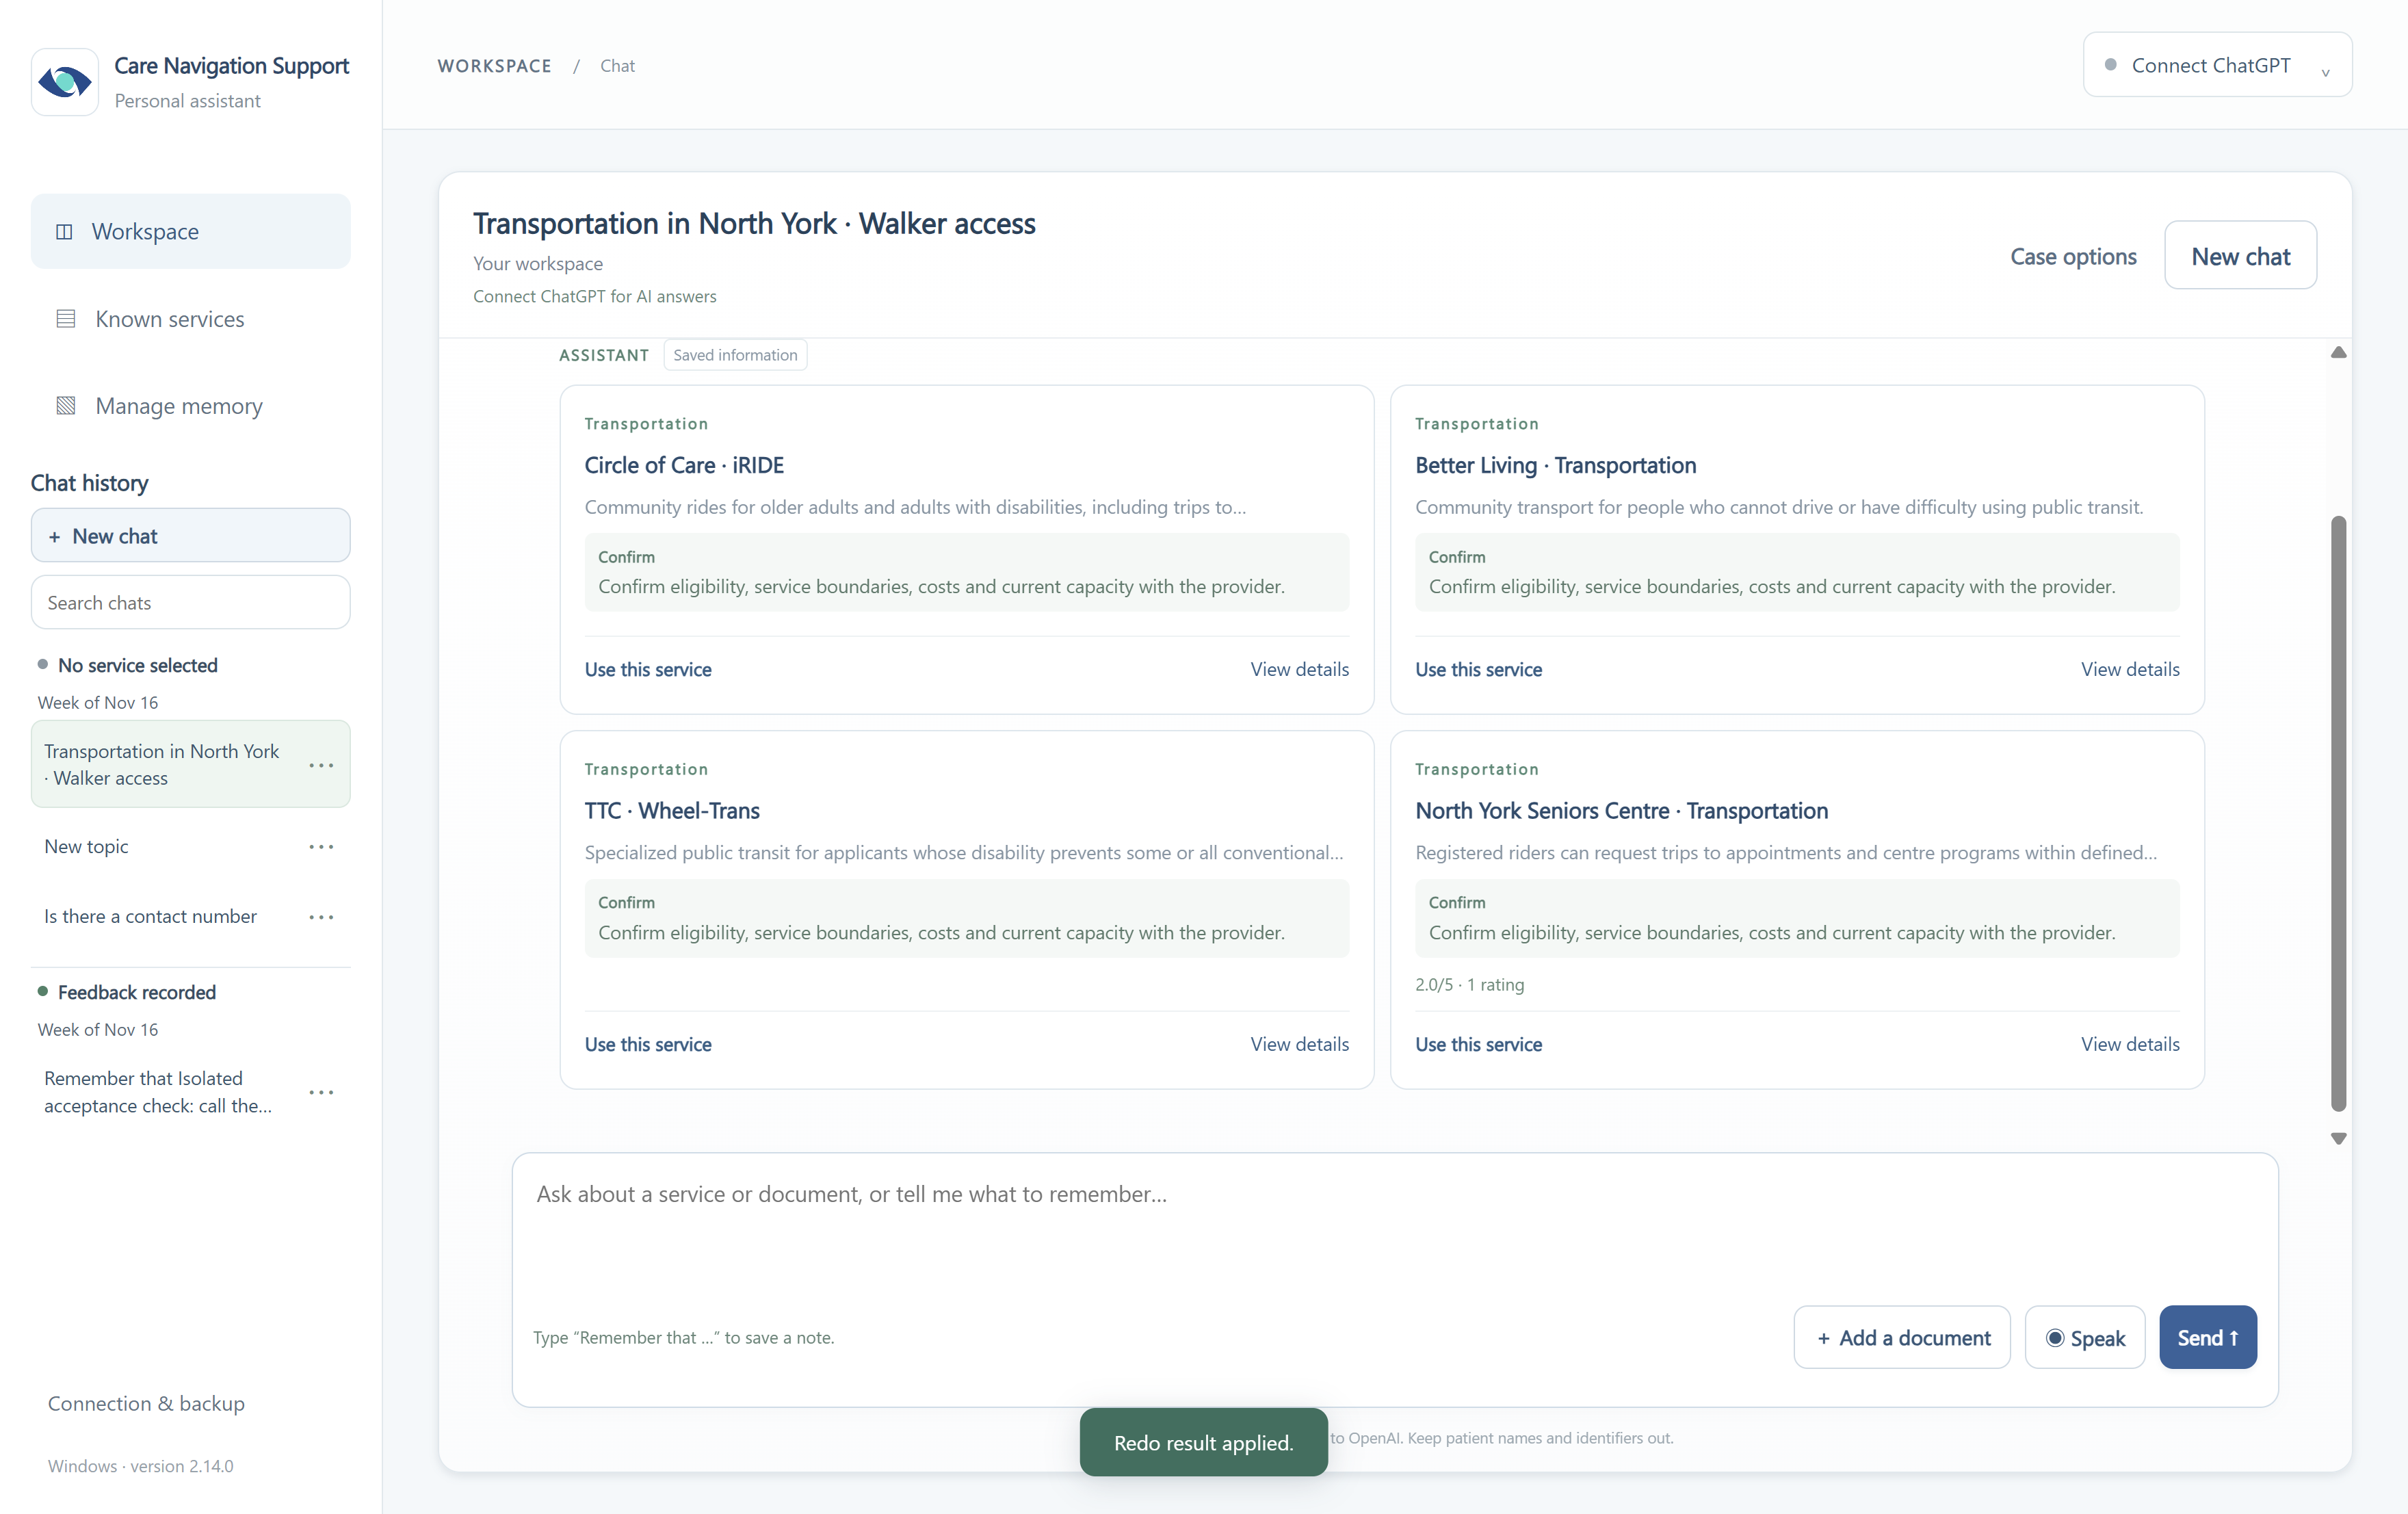 Care Navigation Support
Personal assistant
Workspace
Known services
Manage memory
Chat history
+ New chat
Search chats
No service selected
Week of Nov 16
Transportation in North York
· Walker access
New topic
Is there a contact number
Feedback recorded
Week of Nov 16
Remember that Isolated
acceptance check: call the...
Connection & backup
Windows · version 2.14.0
WORKSPACE / Chat
Connect ChatGPT
Transportation in North York · Walker access
Your workspace
Connect ChatGPT for AI answers
Case options
New chat
ASSISTANT Saved information
Transportation
Circle of Care · iRIDE
Community rides for older adults and adults with disabilities, including trips to...
Confirm
Confirm eligibility, service boundaries, costs and current capacity with the provider.
Use this service View details
Transportation
Better Living · Transportation
Community transport for people who cannot drive or have difficulty using public transit.
Confirm
Confirm eligibility, service boundaries, costs and current capacity with the provider.
Use this service View details
Transportation
TTC · Wheel-Trans
Specialized public transit for applicants whose disability prevents some or all conventional...
Confirm
Confirm eligibility, service boundaries, costs and current capacity with the provider.
Use this service View details
Transportation
North York Seniors Centre · Transportation
Registered riders can request trips to appointments and centre programs within defined...
Confirm
Confirm eligibility, service boundaries, costs and current capacity with the provider.
2.0/5 · 1 rating
Use this service View details
Ask about a service or document, or tell me what to remember...
Type “Remember that ...” to save a note.
+ Add a document
Speak
Send ↑
Redo result applied.
to OpenAI. Keep patient names and identifiers out.